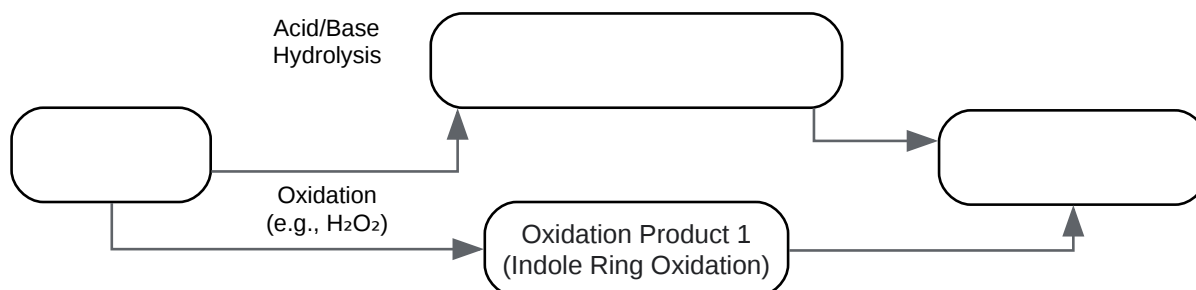 Acid/Base
Hydrolysis
Oxidation
(e.g., H₂O₂)
Oxidation Product 1
(Indole Ring Oxidation)